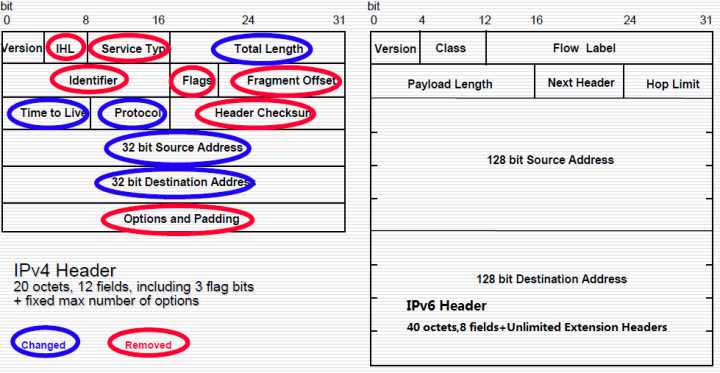 bit
0 8 16 24 31
Version IHL Service Typ Total Length
Identifier Flags Fragment Offset
Time to Live Protocol Header Checksum
32 bit Source Address
32 bit Destination Address
Options and Padding
IPv4 Header
20 octets, 12 fields, including 3 flag bits
+ fixed max number of options
Changed Removed
bit
0 4 12 16 24 31
Version Class Flow Label
Payload Length Next Header Hop Limit
128 bit Source Address
128 bit Destination Address
IPv6 Header
40 octets,8 fields+Unlimited Extension Headers